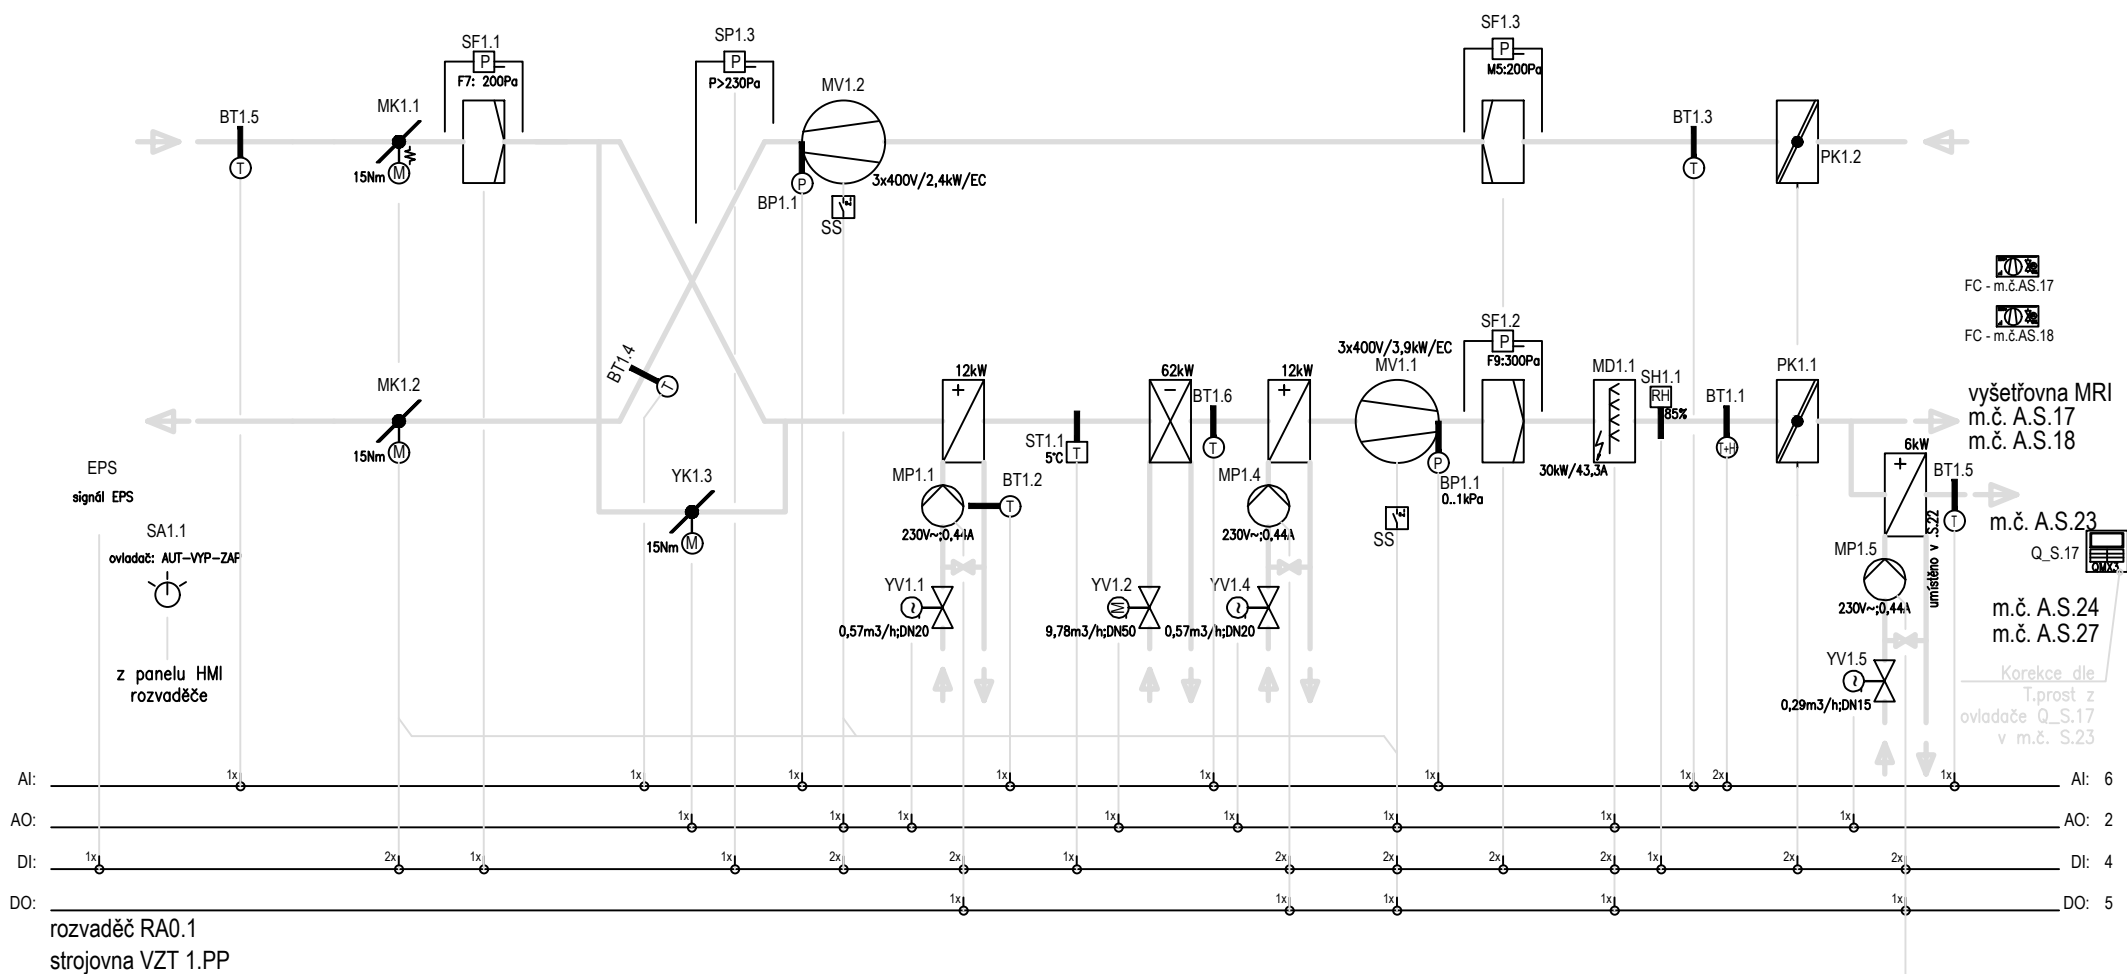 SF1.1
SP1.3
SF1.3
F7: 200Pa
P
P>230Pa
P
M5:200Pa
P
BT1.5
MK1.1
MV1.2
BT1.3
T
15Nm
M
BP1.1
P
3x400V/2,4kW/EC
SS
T
PK1.2
FC - m.č.AS.17
FC - m.č.AS.18
BT1.4
T
MK1.2
15Nm
M
12kW
+
62kW
−
BT1.6
T
12kW
+
3x400V/3,9kW/EC
MV1.1
SF1.2
P
F9:300Pa
MD1.1
SH1.1
RH
85%
BT1.1
T+H
PK1.1
vyšetřovna MRI
m.č. A.S.17
m.č. A.S.18
6kW
+
BT1.5
T
EPS
signál EPS
YK1.3
15Nm
M
MP1.1
BT1.2
T
230V~;0,44A
ST1.1
5°C
T
MP1.4
230V~;0,44A
SS
BP1.1
P
0..1kPa
30kW/43,3A
m.č. A.S.23
Q_S.17
QMX3
SA1.1
ovladač: AUT-VYP-ZAP
z panelu HMI
rozvaděče
YV1.1
~
0,57m3/h;DN20
YV1.2
M
9,78m3/h;DN50
YV1.4
~
0,57m3/h;DN20
MP1.5
230V~;0,44A
umístěno v .S.22
m.č. A.S.24
m.č. A.S.27
YV1.5
~
0,29m3/h;DN15
Korekce dle
T.prost z
ovladače Q_S.17
v m.č. S.23
AI: 1x 1x 1x 1x 1x 1x 1x 2x 1x AI: 6
AO: 1x 1x 1x 1x 1x 1x 1x 1x AO: 2
DI: 1x 2x 1x 1x 2x 2x 1x 2x 2x 2x 2x 1x 2x 2x DI: 4
DO: 1x 1x 1x 1x 1x DO: 5
rozvaděč RA0.1
strojovna VZT 1.PP